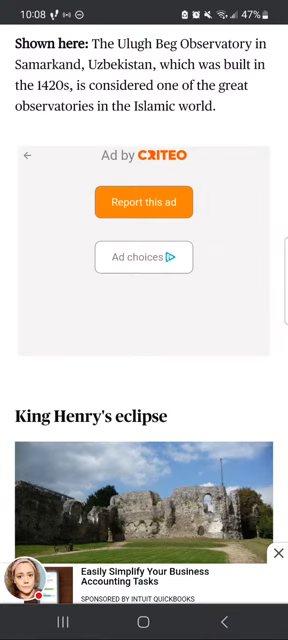 10:08
47%
Shown here: The Ulugh Beg Observatory in
Samarkand, Uzbekistan, which was built in
the 1420s, is considered one of the great
observatories in the Islamic world.
Ad by CRITEO
Report this ad
Ad choices
King Henry's eclipse
Easily Simplify Your Business
Accounting Tasks
SPONSORED BY INTUIT QUICKBOOKS